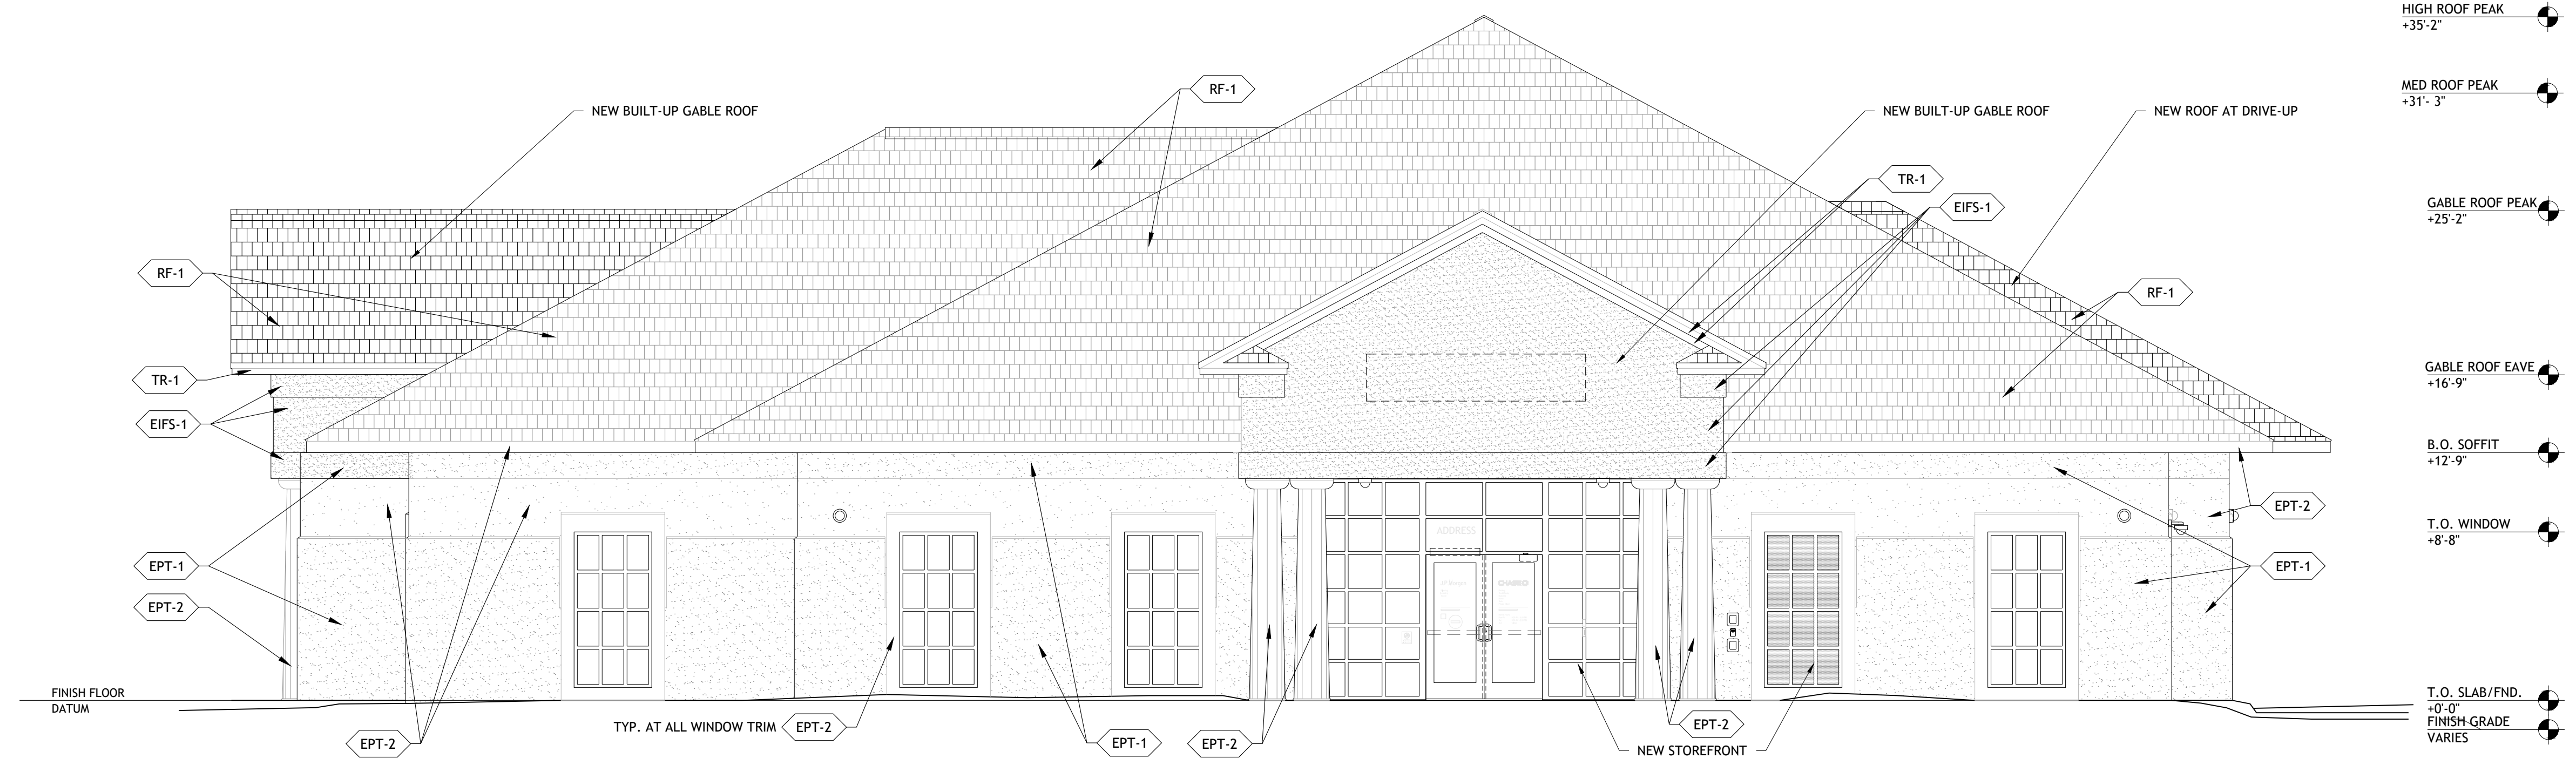 HIGH ROOF PEAK
+35'-2"
MED ROOF PEAK
+31'- 3"
RF-1
NEW BUILT-UP GABLE ROOF
NEW BUILT-UP GABLE ROOF
NEW ROOF AT DRIVE-UP
TR-1
EIFS-1
GABLE ROOF PEAK
+25'-2"
RF-1
RF-1
TR-1
GABLE ROOF EAVE
+16'-9"
EIFS-1
B.O. SOFFIT
+12'-9"
EPT-2
ADDRESS
T.O. WINDOW
+8'-8"
EPT-1
EPT-1
CHASE
EPT-2
FINISH FLOOR
DATUM
T.O. SLAB/FND.
+0'-0"
FINISH GRADE
VARIES
TYP. AT ALL WINDOW TRIM
EPT-2
EPT-2
EPT-2
EPT-1
EPT-2
NEW STOREFRONT